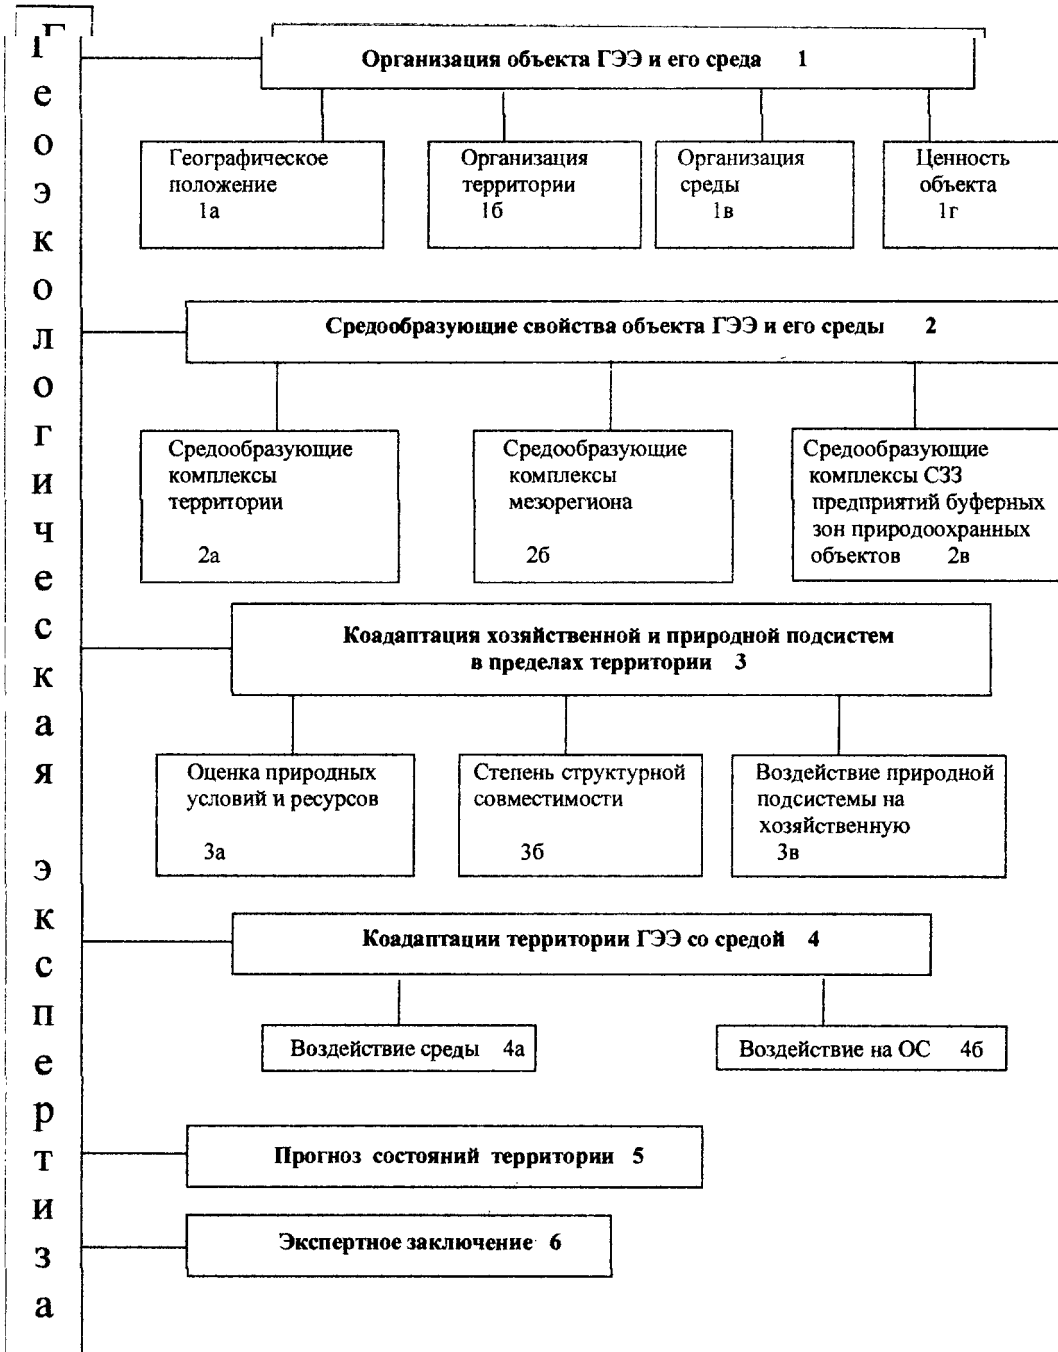 Геоэкологическая экспертиза
Организация объекта ГЭЭ и его среда 1
Географическое
положение
1а
Организация
территории
1б
Организация
среды
1в
Ценность
объекта
1г
Средообразующие свойства объекта ГЭЭ и его среды 2
Средообразующие
комплексы
территории
2а
Средообразующие
комплексы
мезорегиона
2б
Средообразующие
комплексы СЗЗ
предприятий буферных
зон природоохранных
объектов 2в
Коадаптация хозяйственной и природной подсистем
в пределах территории 3
Оценка природных
условий и ресурсов
3а
Степень структурной
совместимости
3б
Воздействие природной
подсистемы на
хозяйственную
3в
Коадаптации территории ГЭЭ со средой 4
Воздействие среды 4а
Воздействие на ОС 4б
Прогноз состояний территории 5
Экспертное заключение 6